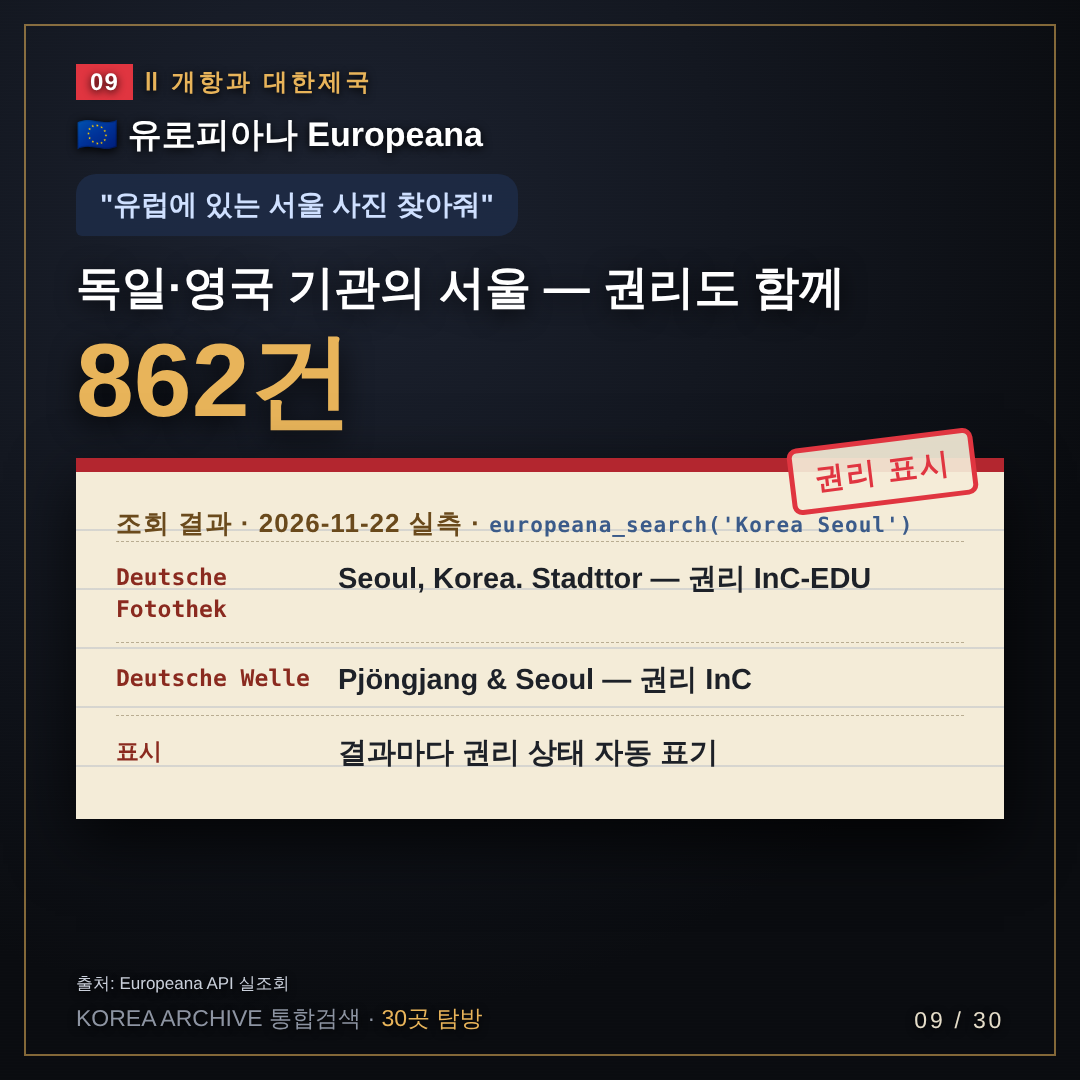 09 Ⅱ 개항과 대한제국
🇪🇺 유로피아나 Europeana
"유럽에 있는 서울 사진 찾아줘"
독일·영국 기관의 서울 — 권리도 함께
862건
권리 표시
조회 결과 · 2026-11-22 실측 · europeana_search('Korea Seoul')
Deutsche Fotothek
Seoul, Korea. Stadttor — 권리 InC-EDU
Deutsche Welle
Pjöngjang & Seoul — 권리 InC
표시
결과마다 권리 상태 자동 표기
출처: Europeana API 실조회
KOREA ARCHIVE 통합검색 · 30곳 탐방
09 / 30